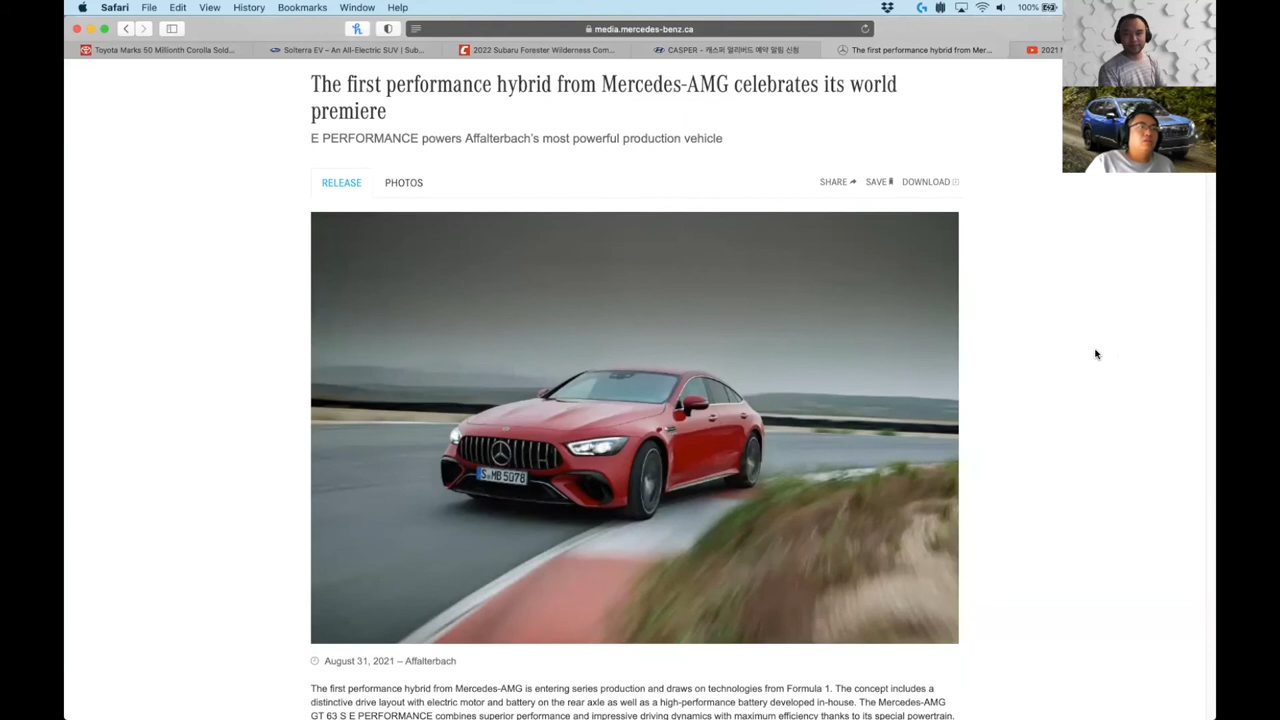 Safari File Edit View History Bookmarks Window Help 100%
media.mercedes-benz.ca
Toyota Marks 50 Millionth Corolla Sold... Solterra EV – An All-Electric SUV | Sub... 2022 Subaru Forester Wilderness Com... CASPER - 캐스퍼 얼리버드 예약 알림 신청 The first performance hybrid from Mer... 2021 M
The first performance hybrid from Mercedes-AMG celebrates its world
premiere
E PERFORMANCE powers Affalterbach's most powerful production vehicle
RELEASE PHOTOS SHARE SAVE DOWNLOAD
S MB 5078
August 31, 2021 – Affalterbach
The first performance hybrid from Mercedes-AMG is entering series production and draws on technologies from Formula 1. The concept includes a
distinctive drive layout with electric motor and battery on the rear axle as well as a high-performance battery developed in-house. The Mercedes-AMG
GT 63 S E PERFORMANCE combines superior performance and impressive driving dynamics with maximum efficiency thanks to its special powertrain.